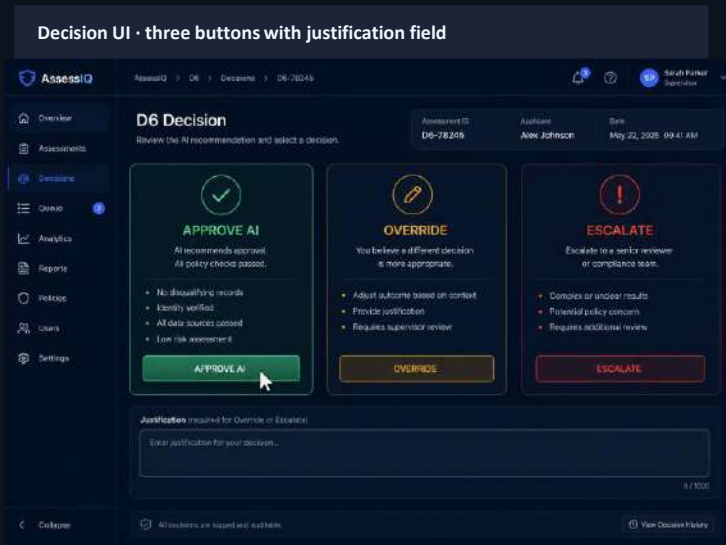 Decision UI · three buttons with justification field
AssessIQ
AssessIQ > D6 > Decisions > D6-78245
3
SP
Sarah Parker
Supervisor
Overview
Assessments
Decisions
Queue
Analytics
Reports
Policies
Users
Settings
Collapse
D6 Decision
Review the AI recommendation and select a decision.
Assessment ID
D6-78245
Applicant
Alex Johnson
Date
May 22, 2025 09:41 AM
APPROVE AI
AI recommends approval.
All policy checks passed.
• No disqualifying records
• Identity verified
• All data sources passed
• Low risk assessment
APPROVE AI
OVERRIDE
You believe a different decision
is more appropriate.
• Adjust outcome based on context
• Provide justification
• Requires supervisor review
OVERRIDE
ESCALATE
Escalate to a senior reviewer
or compliance team.
• Complex or unclear results
• Potential policy concern
• Requires additional review
ESCALATE
Justification (required for Override or Escalate)
Enter justification for your decision...
0 / 1000
All decisions are logged and auditable.
View Decision History